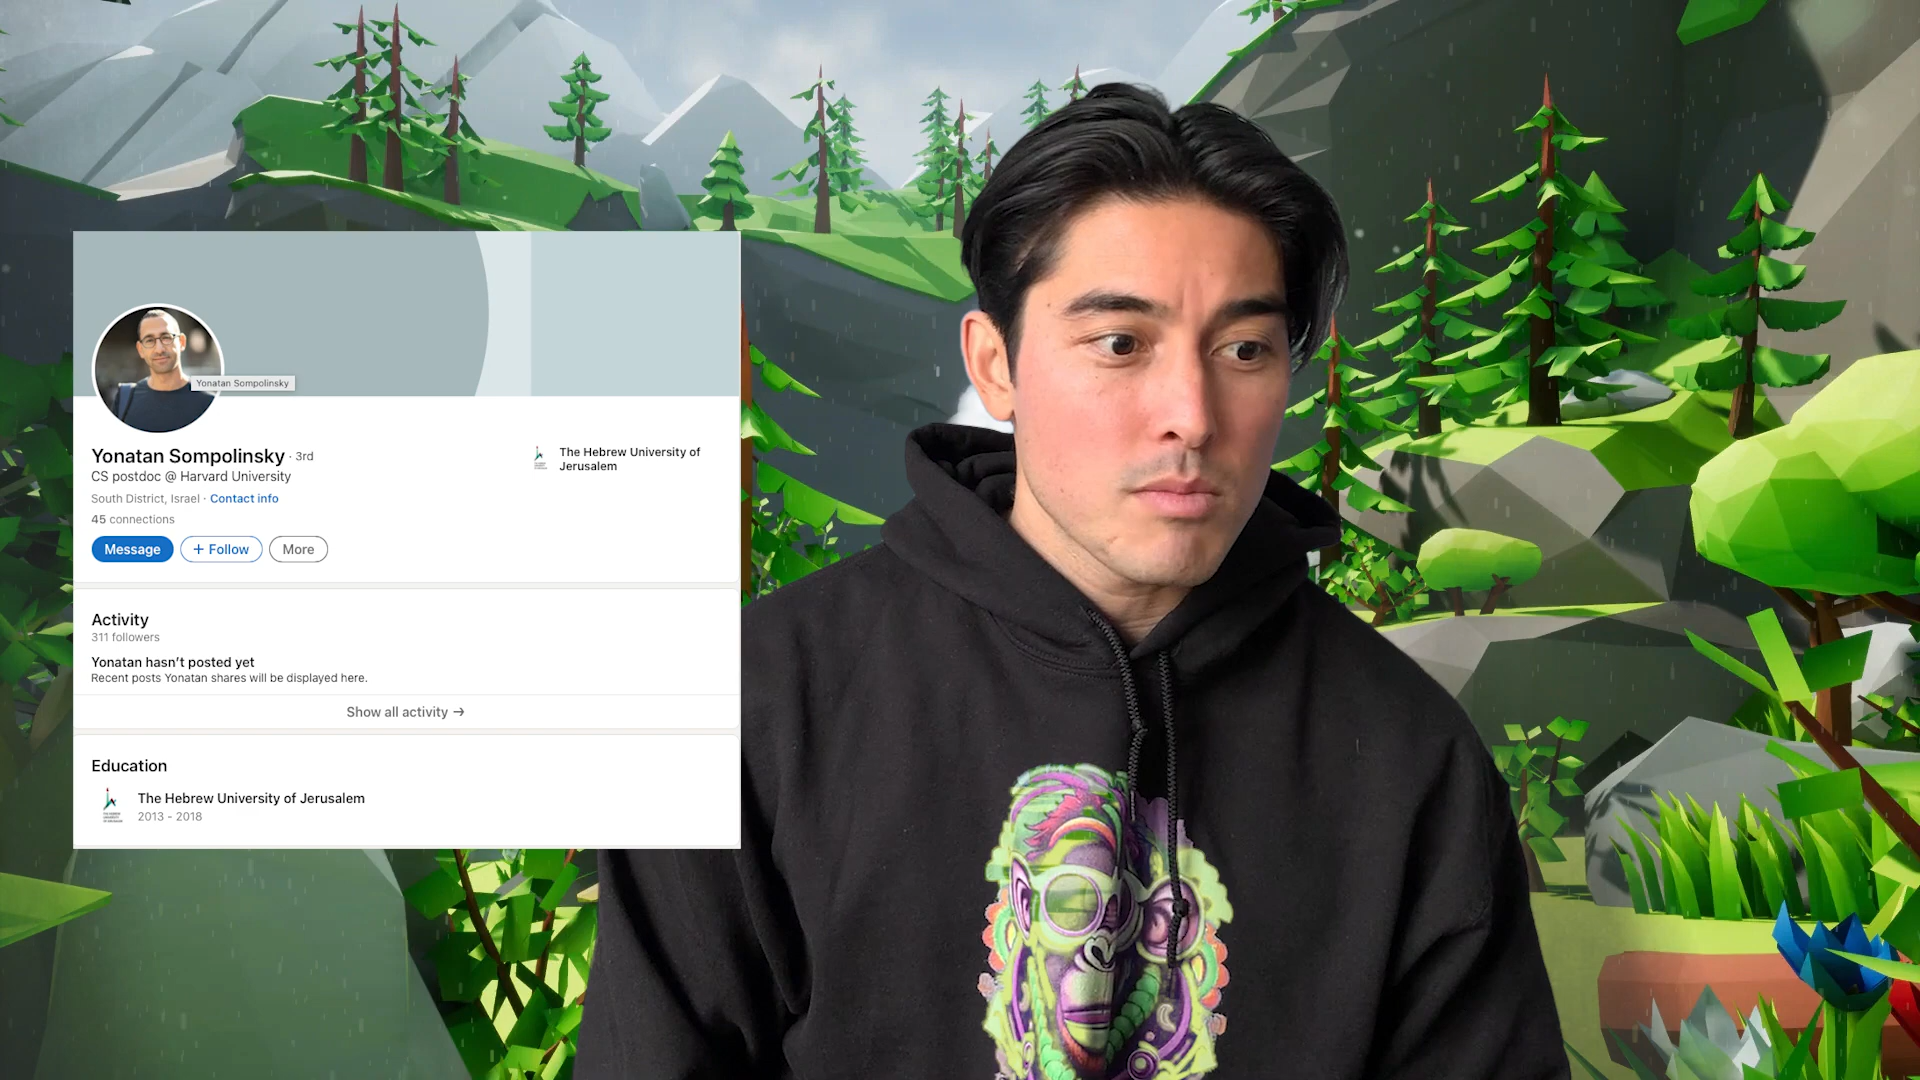 Yonatan Sompolinsky
Yonatan Sompolinsky · 3rd
CS postdoc @ Harvard University
South District, Israel · Contact info
45 connections
Message
+ Follow
More
The Hebrew University of
Jerusalem
Activity
311 followers
Yonatan hasn't posted yet
Recent posts Yonatan shares will be displayed here.
Show all activity →
Education
The Hebrew University of Jerusalem
2013 - 2018